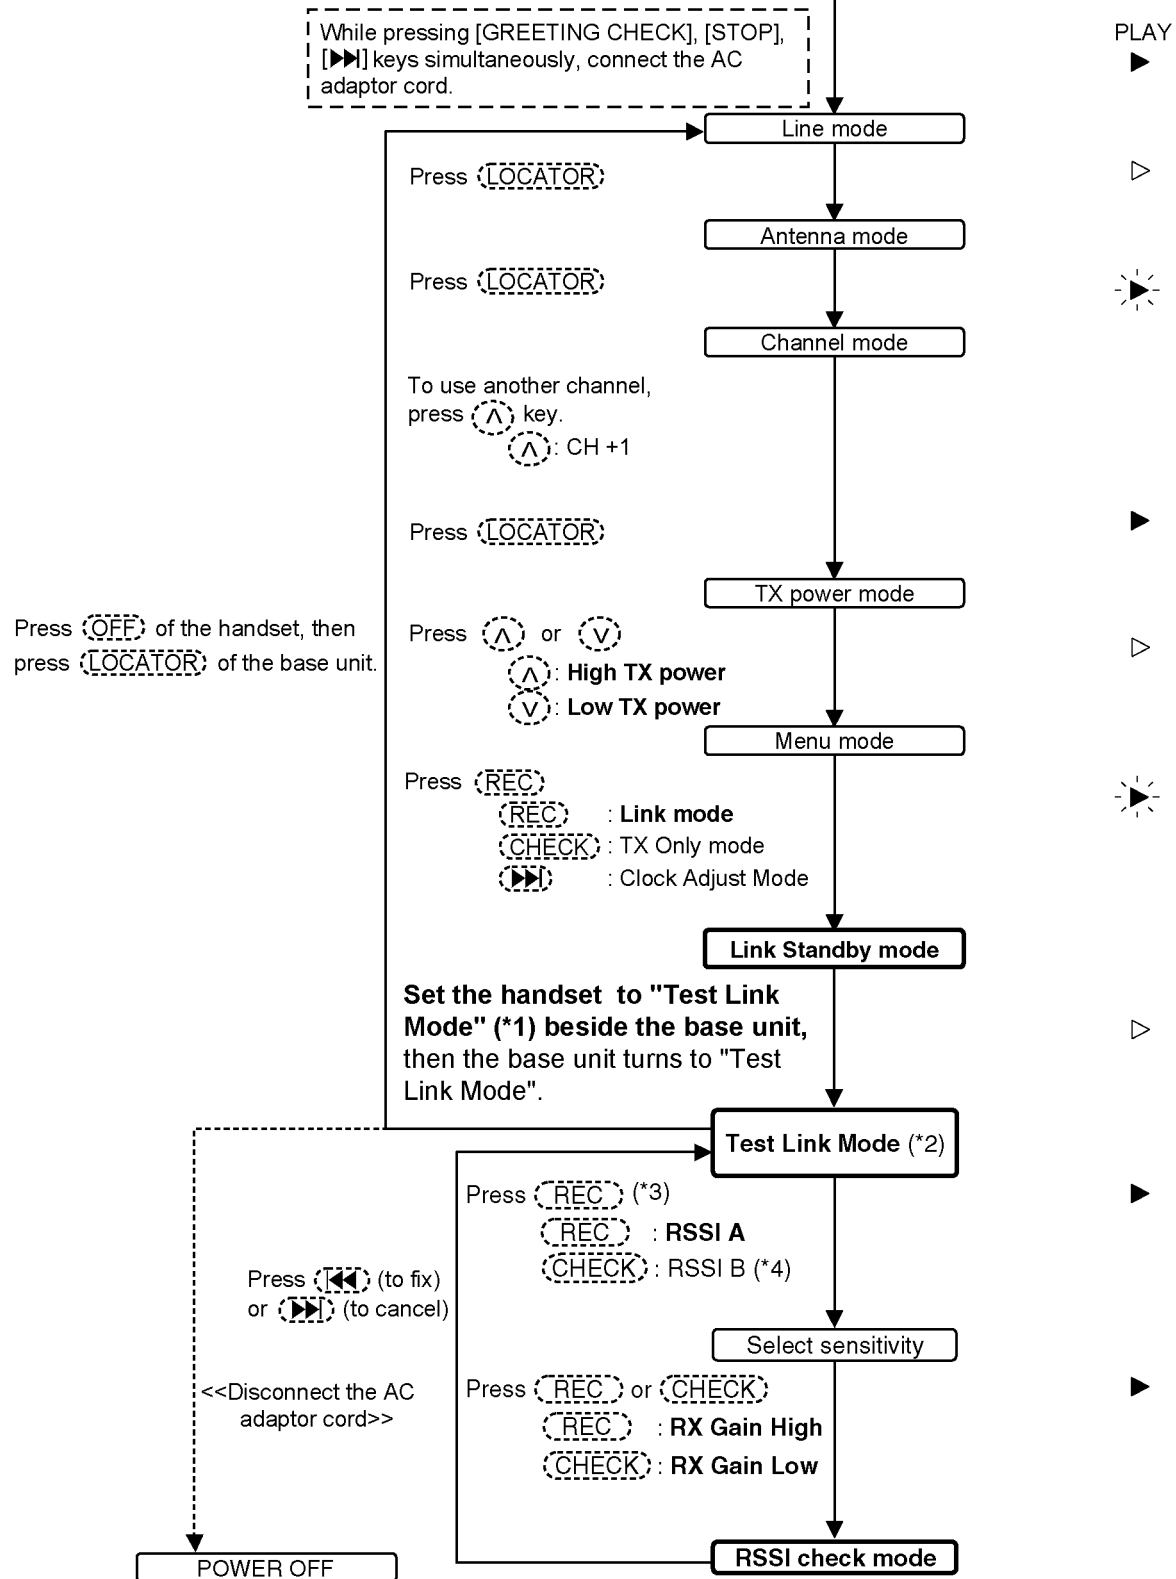 While pressing [GREETING CHECK], [STOP],
[▶▶|] keys simultaneously, connect the AC
adaptor cord.
PLAY
Line mode
Press LOCATOR
Antenna mode
Press LOCATOR
Channel mode
To use another channel,
press Λ key.
Λ: CH +1
Press LOCATOR
TX power mode
Press OFF of the handset, then
press LOCATOR of the base unit.
Press Λ or V
Λ: High TX power
V: Low TX power
Menu mode
Press REC
REC : Link mode
CHECK : TX Only mode
▶▶| : Clock Adjust Mode
Link Standby mode
Set the handset to "Test Link
Mode" (*1) beside the base unit,
then the base unit turns to "Test
Link Mode".
Test Link Mode (*2)
Press REC (*3)
REC : RSSI A
CHECK : RSSI B (*4)
Press |◀◀ (to fix)
or ▶▶| (to cancel)
Select sensitivity
<<Disconnect the AC
adaptor cord>>
Press REC or CHECK
REC : RX Gain High
CHECK : RX Gain Low
RSSI check mode
POWER OFF